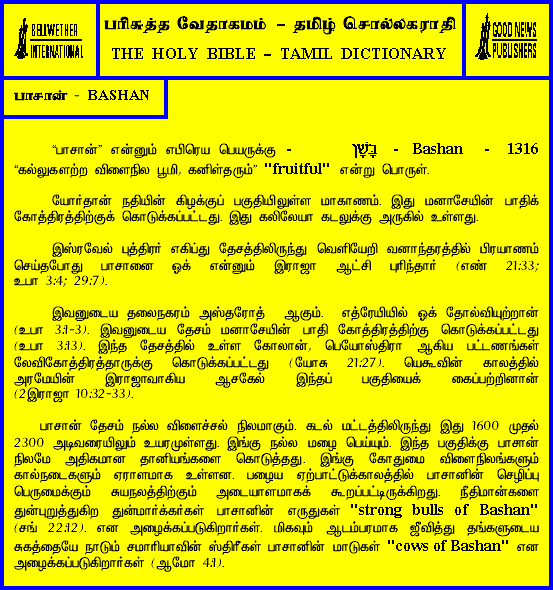 BELLWETHER
INTERNATIONAL
பரிசுத்த வேதாகமம் – தமிழ் சொல்லகராதி
THE HOLY BIBLE – TAMIL DICTIONARY
GOOD NEWS
PUBLISHERS
பாசான் - BASHAN
“பாசான்” என்னும் எபிரெய பெயருக்கு - בָּשָׁן - Bashan - 1316
“கல்லுகளற்ற விளைநில பூமி, கனிள்தரும்” "fruitful" என்று பொருள்.
யோர்தான் நதியின் கிழக்குப் பகுதியிலுள்ள மாகாணம். இது மனாசேயின் பாதிக்
கோத்திரத்திற்குக் கொடுக்கப்பட்டது. இது கலிலேயா கடலுக்கு அருகில் உள்ளது.
இஸ்ரவேல் புத்திரர் எகிப்து தேசத்திலிருந்து வெளியேறி வனாந்தரத்தில் பிரயாணம்
செய்தபோது பாசானை ஓக் என்னும் இராஜா ஆட்சி புரிந்தார் (எண் 21:33;
உபா 3:4; 29:7).
இவனுடைய தலைநகரம் அஸ்தரோத் ஆகும். எத்ரேயியில் ஓக் தோல்வியுற்றான்
(உபா 3:1-3). இவனுடைய தேசம் மனாசேயின் பாதி கோத்திரத்திற்கு கொடுக்கப்பட்டது
(உபா 3:13). இந்த தேசத்தில் உள்ள கோலான், பெயோஸ்திரா ஆகிய பட்டணங்கள்
லேவிகோத்திரத்தாருக்கு கொடுக்கப்பட்டது (யோசு 21:27). யெகூவின் காலத்தில்
அரமேயின் இராஜாவாகிய ஆசகேல் இந்தப் பகுதியைக் கைப்பற்றினான்
(2இராஜா 10:32-33).
பாசான் தேசம் நல்ல விளைச்சல் நிலமாகும். கடல் மட்டத்திலிருந்து இது 1600 முதல்
2300 அடிவரையிலும் உயரமுள்ளது. இங்கு நல்ல மழை பெய்யும். இந்த பகுதிக்கு பாசான்
நிலமே அதிகமான தானியங்களை கொடுத்தது. இங்கு கோதுமை விளைநிலங்களும்
கால்நடைகளும் ஏராளமாக உள்ளன. பழைய ஏற்பாட்டுக்காலத்தில் பாசானின் செழிப்பு
பெருமைக்கும் சுயநலத்திற்கும் அடையாளமாகக் கூறப்பட்டிருக்கிறது. நீதிமான்களை
துன்புறுத்துகிற துன்மார்க்கர்கள் பாசானின் எருதுகள் "strong bulls of Bashan"
(சங் 22:12). என அழைக்கப்படுகிறார்கள். மிகவும் ஆடம்பரமாக ஜீவித்து தங்களுடைய
சுகத்தையே நாடும் சமாரியாவின் ஸ்திரீகள் பாசானின் மாடுகள் "cows of Bashan" என
அழைக்கப்படுகிறார்கள் (ஆமோ 4:1).